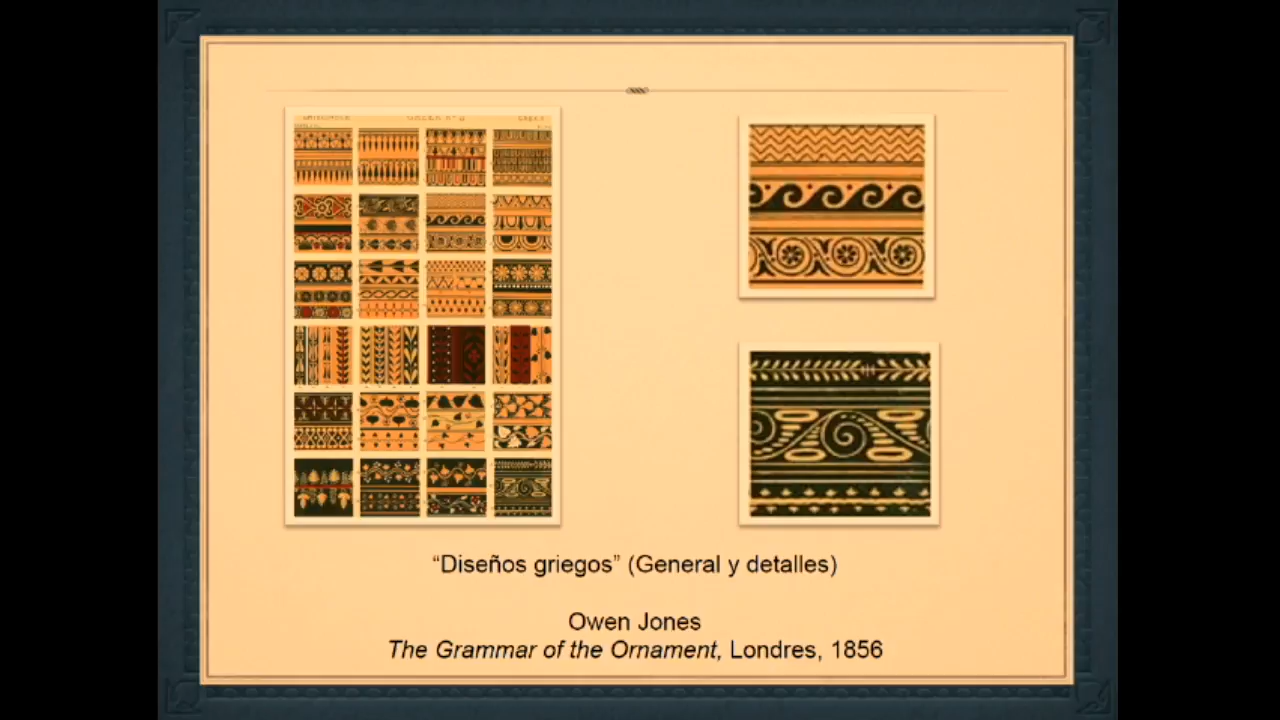 “Diseños griegos” (General y detalles)
Owen Jones
The Grammar of the Ornament, Londres, 1856